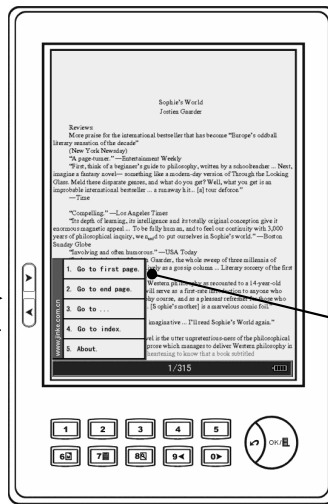 Sophie's World
Jostien Gaarder
Reviews
More praise for the international bestseller that has become "Europe's oddball
literary sensation of the decade"
(New York Newsday)
"A page-turner." —Entertainment Weekly
"First, think of a beginner's guide to philosophy, written by a schoolteacher ... Next,
imagine a fantasy novel— something like a modern-day version of Through the Looking
Glass. Meld these disparate genres, and what do you get? Well, what you get is an
improbable international bestseller ... a runaway hit... [a] tour deforce."
—Time
"Compelling." —Los Angeles Times
"Its depth of learning, its intelligence and its totally original conception give it
enormous magnetic appeal ... To be fully human, and to feel our continuity with 3,000
years of philosophical inquiry, we need to put ourselves in Sophie's world." —Boston
Sunday Globe
"Involving and often humorous." —USA Today
Gaarder, the whole sweep of three millennia of
ingly as a gossip column ... Literary sorcery of the first
Western philosophy as recounted to a 14-year-old
will serve as a first-rate introduction to anyone who
phy course, and as a pleasant refresher for those who
. [Sophie's mother] is a marvelous comic foil."
imaginative ... I'll read Sophie's World again."
vel is the utter unpretentiousness of the philosophical
prose which manages to deliver Western philosophy in
heartening to know that a book subtitled
www.jinke.com.cn
1. Go to first page.
2. Go to end page.
3. Go to ...
4. Go to index.
5. About.
1/315
1
2
3
4
5
6
7
8
9
0
OK/